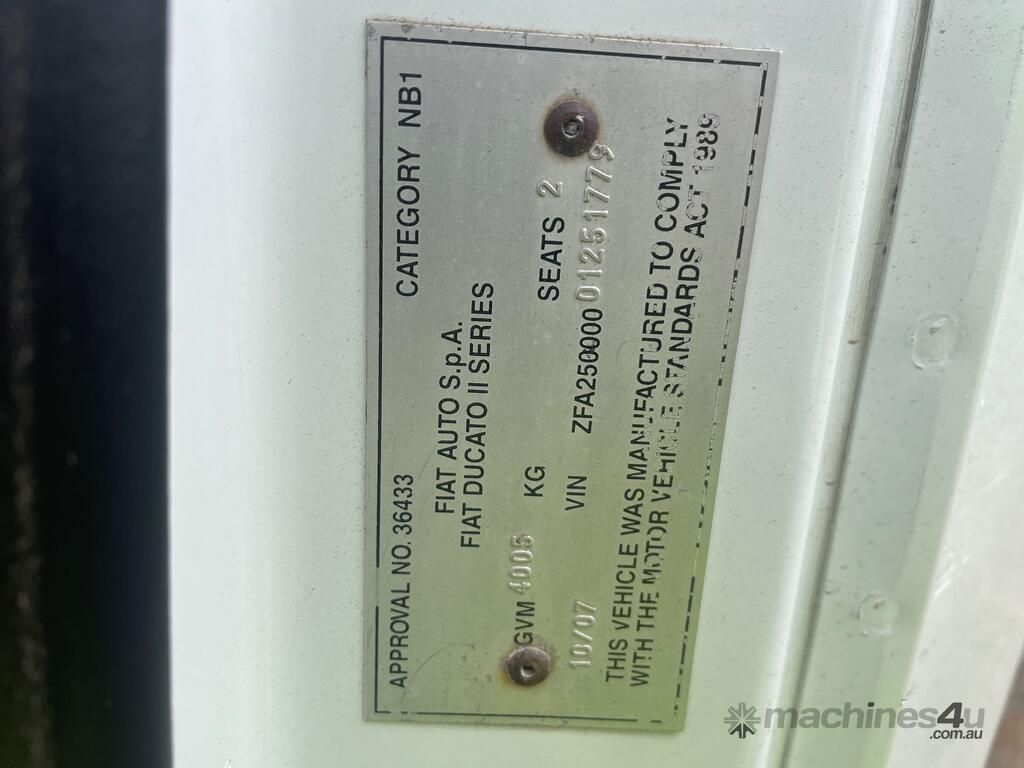 APPROVAL NO. 36433 CATEGORY NB1
FIAT AUTO S.p.A.
FIAT DUCATO II SERIES
GVM 4005 KG SEATS 2
10/07 VIN ZFA25000001251779
THIS VEHICLE WAS MANUFACTURED TO COMPLY
WITH THE MOTOR VEHICLE STANDARDS ACT 1989
machines4u
.com.au